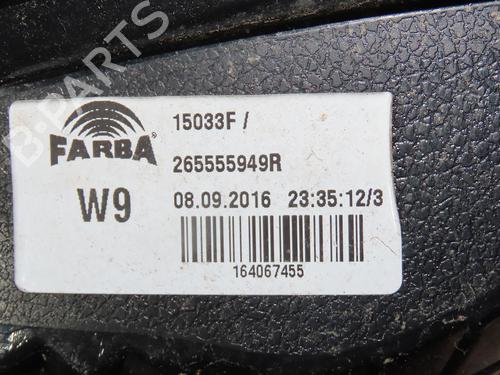 FARBA
®
W9
15033F /
265555949R
08.09.2016 23:35:12/3
164067455
B-PARTS